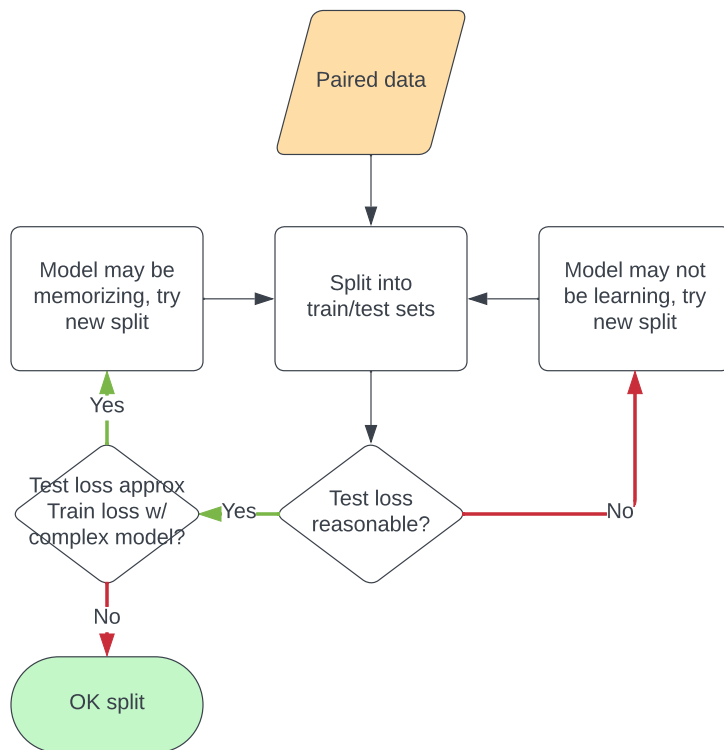 Paired data
Model may be
memorizing, try
new split
Split into
train/test sets
Model may not
be learning, try
new split
Yes
Test loss approx
Train loss w/
complex model?
Yes
Test loss
reasonable?
No
No
OK split